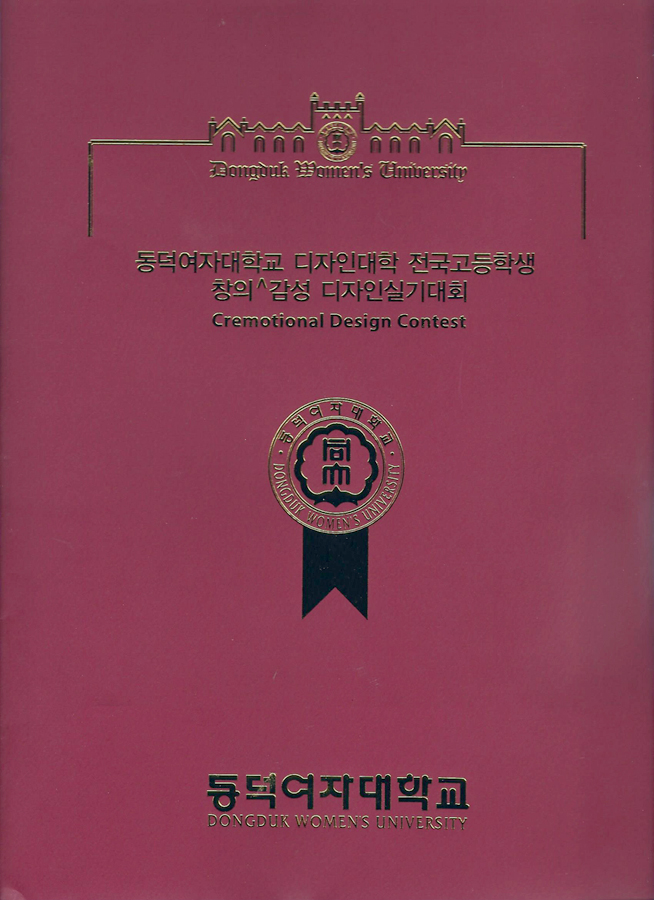 Dongduk Women's University
동덕여자대학교 디자인대학 전국고등학생
창의^감성 디자인실기대회
Cremotional Design Contest
동덕여자대학교
DONGDUK WOMEN'S UNIVERSITY
동덕여자대학교
DONGDUK WOMEN'S UNIVERSITY